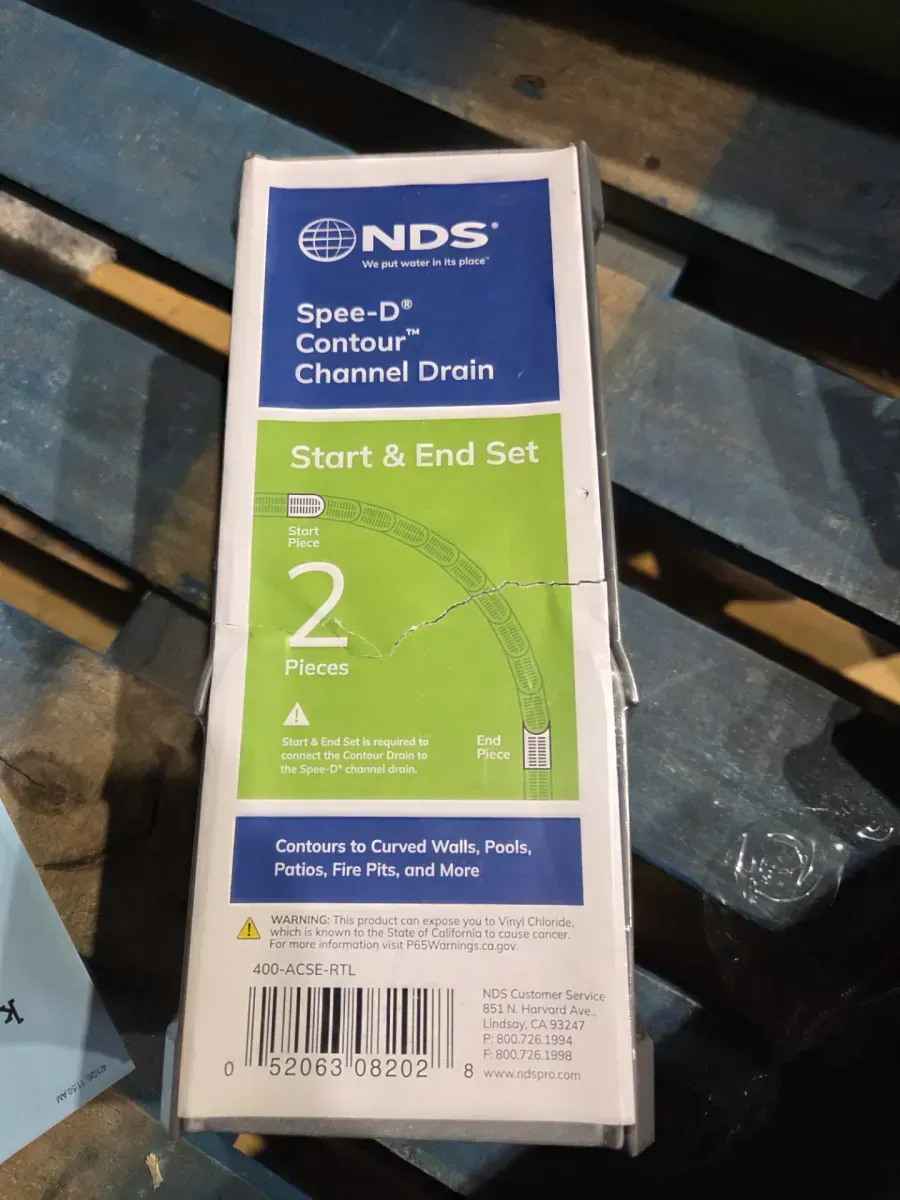 NDS®
We put water in its place™
Spee-D®
Contour™
Channel Drain
Start & End Set
Start
Piece
2
Pieces
Start & End Set is required to
connect the Contour Drain to
the Spee-D® channel drain.
End
Piece
Contours to Curved Walls, Pools,
Patios, Fire Pits, and More
WARNING: This product can expose you to Vinyl Chloride,
which is known to the State of California to cause cancer.
For more information visit P65Warnings.ca.gov.
400-ACSE-RTL
0 52063 08202 8
NDS Customer Service
851 N. Harvard Ave.,
Lindsay, CA 93247
P: 800.726.1994
F: 800.726.1998
www.ndspro.com
11:50 AM